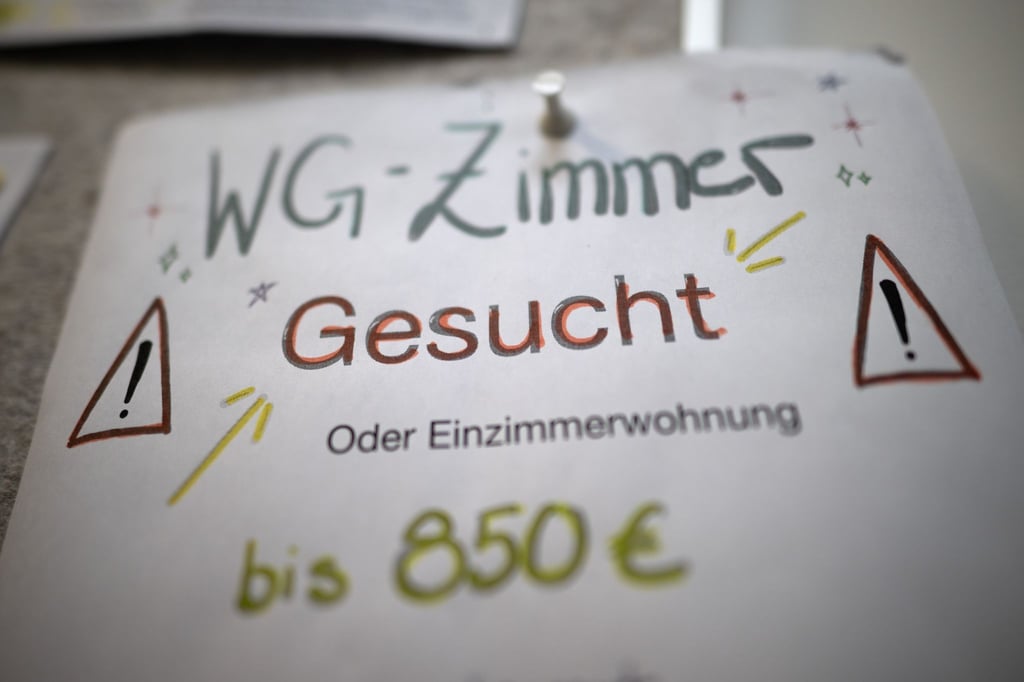 WG-Zimmer
Gesucht
Oder Einzimmerwohnung
bis 850 €